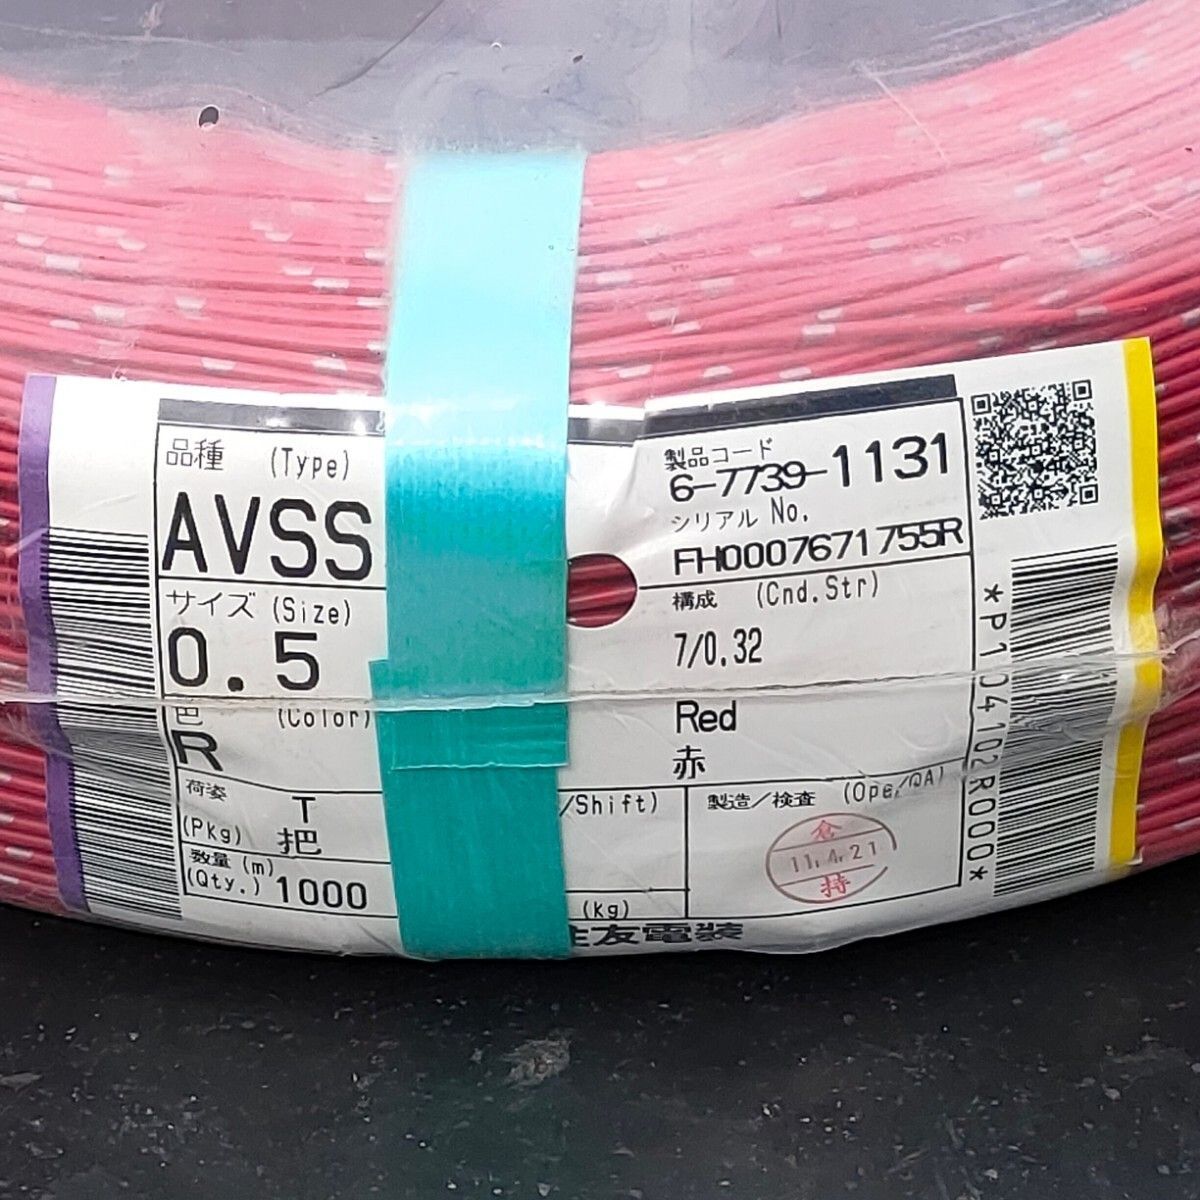 品種 (Type)
AVSS
製品コード
6-7739-1131
シリアル No.
FH0007671755R
サイズ (Size)
0.5
構成 (Cnd.Str)
7/0.32
色 (Color)
R
Red
赤
荷姿
(Pkg)
T
把
/Shift)
製造/検査 (Ope/QA)
倉
11.4.21
持
数量 (m)
(Qty.) 1000
(Kg)
住友電装
*P104102R000*